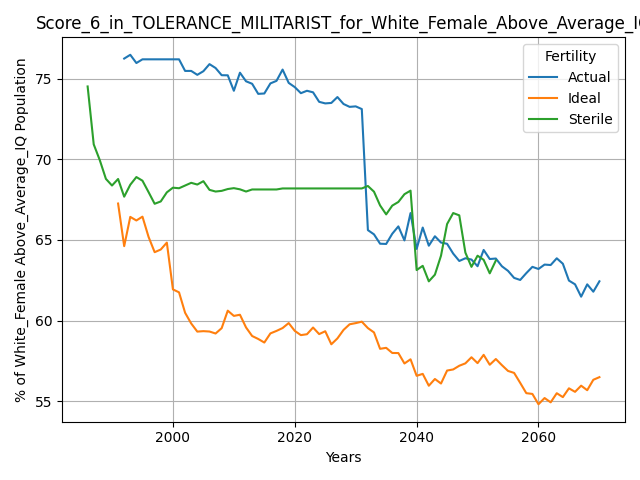 Score_6_in_TOLERANCE_MILITARIST_for_White_Female_Above_Average_IQ
% of White_Female Above_Average_IQ Population
75
70
65
60
55
Fertility
Actual
Ideal
Sterile
2000
2020
2040
2060
Years